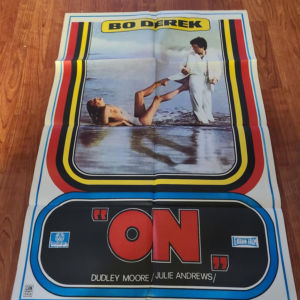 BO DEREK
"ON"
DUDLEY MOORE / JULIE ANDREWS /